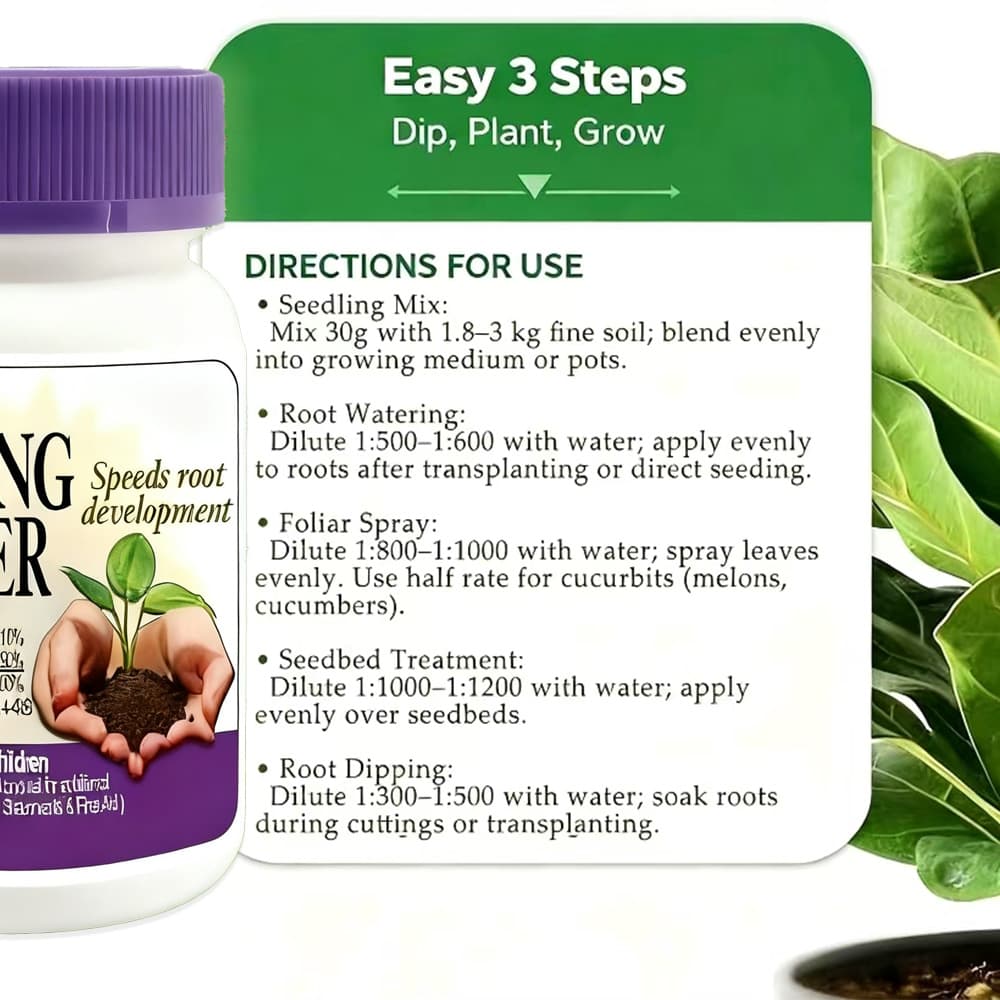 Easy 3 Steps
Dip, Plant, Grow
DIRECTIONS FOR USE
• Seedling Mix:
Mix 30g with 1.8–3 kg fine soil; blend evenly
into growing medium or pots.
• Root Watering:
Dilute 1:500–1:600 with water; apply evenly
to roots after transplanting or direct seeding.
• Foliar Spray:
Dilute 1:800–1:1000 with water; spray leaves
evenly. Use half rate for cucurbits (melons,
cucumbers).
• Seedbed Treatment:
Dilute 1:1000–1:1200 with water; apply
evenly over seedbeds.
• Root Dipping:
Dilute 1:300–1:500 with water; soak roots
during cuttings or transplanting.
NG
ER
Speeds root
development
10%
hildren